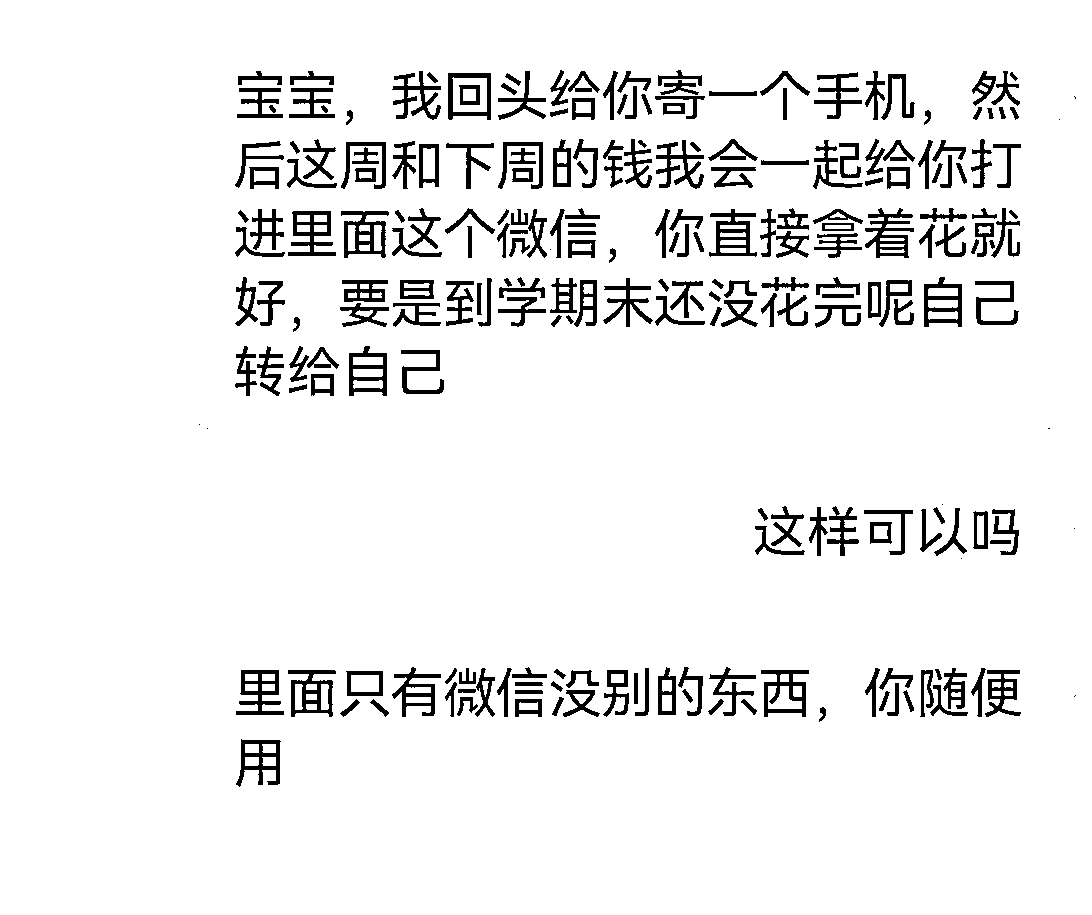 宝宝，我回头给你寄一个手机，然
后这周和下周的钱我会一起给你打
进里面这个微信，你直接拿着花就
好，要是到学期末还没花完呢自己
转给自己
这样可以吗
里面只有微信没别的东西，你随便
用